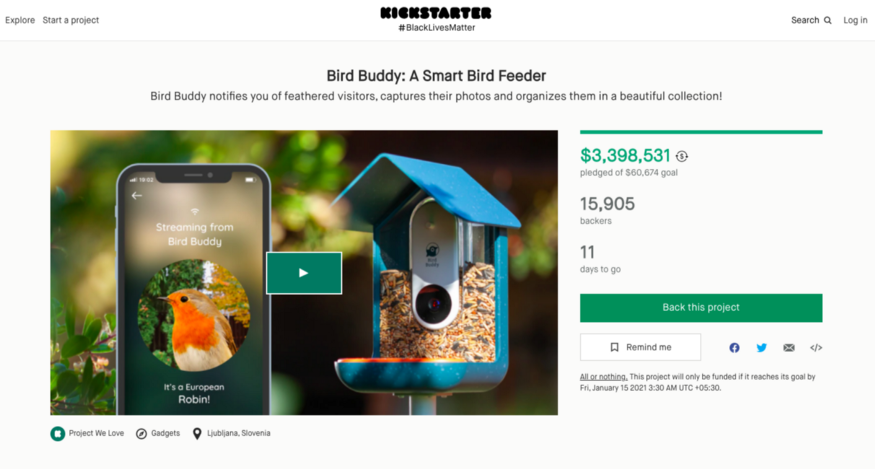 Explore Start a project
KICKSTARTER
#BlackLivesMatter
Search Log in
Bird Buddy: A Smart Bird Feeder
Bird Buddy notifies you of feathered visitors, captures their photos and organizes them in a beautiful collection!
19:02
Streaming from
Bird Buddy
It's a European
Robin!
Bird
Buddy
$3,398,531
pledged of $60,674 goal
15,905
backers
11
days to go
Back this project
Remind me
All or nothing. This project will only be funded if it reaches its goal by
Fri, January 15 2021 3:30 AM UTC +05:30.
Project We Love Gadgets Ljubljana, Slovenia